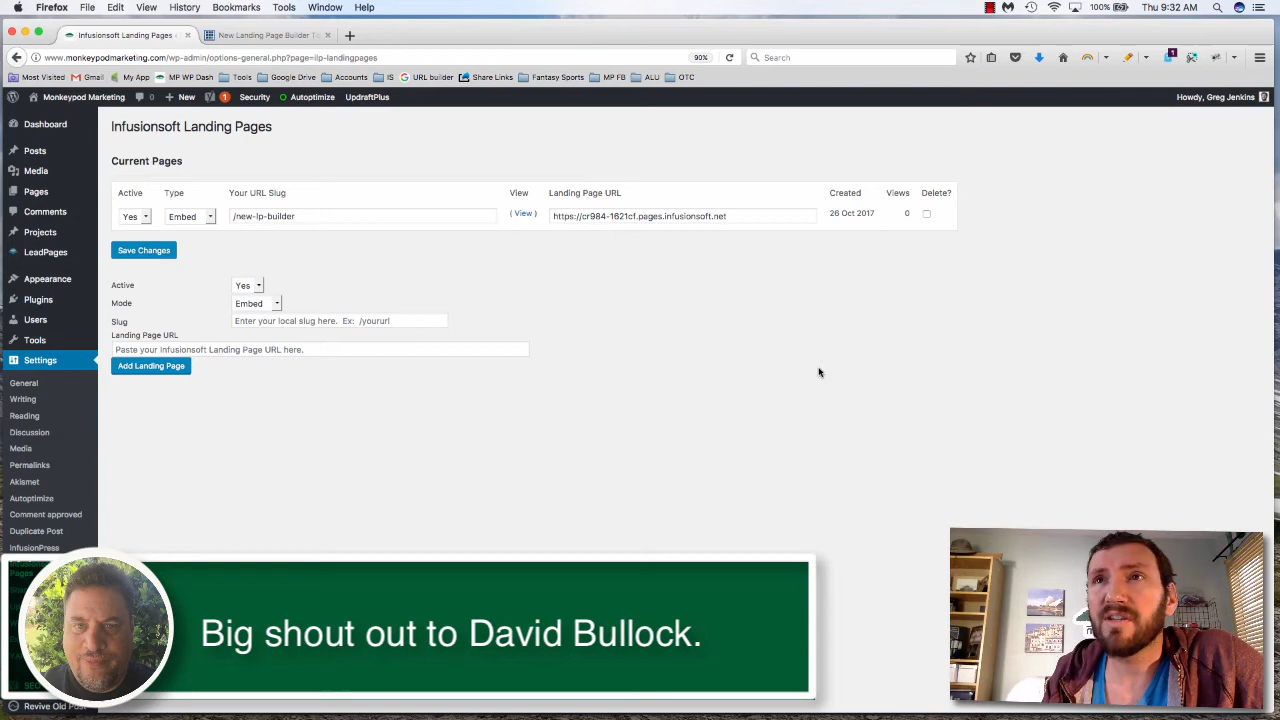 Firefox File Edit View History Bookmarks Tools Window Help 100% Thu 9:32 AM
Infusionsoft Landing Pages New Landing Page Builder T
www.monkeypodmarketing.com/wp-admin/options-general.php?page=ilp-landingpages 90% Search
Most Visited Gmail My App MP WP Dash Tools Google Drive Accounts IS URL builder Share Links Fantasy Sports MP FB ALU OTC
Monkeypod Marketing 0 New 1 Security Autoptimize UpdraftPlus Howdy, Greg Jenkins
Dashboard
Posts
Media
Pages
Comments
Projects
LeadPages
Appearance
Plugins
Users
Tools
Settings
General
Writing
Reading
Discussion
Media
Permalinks
Akismet
Autoptimize
Comment approved
Duplicate Post
InfusionPress
Revive Old Post
Infusionsoft Landing Pages
Current Pages
Active Type Your URL Slug View Landing Page URL Created Views Delete?
Yes Embed /new-lp-builder ( View ) https://cr984-1621cf.pages.infusionsoft.net 26 Oct 2017 0
Save Changes
Active Yes
Mode Embed
Slug Enter your local slug here. Ex: /yoururl
Landing Page URL
Paste your Infusionsoft Landing Page URL here.
Add Landing Page
Big shout out to David Bullock.